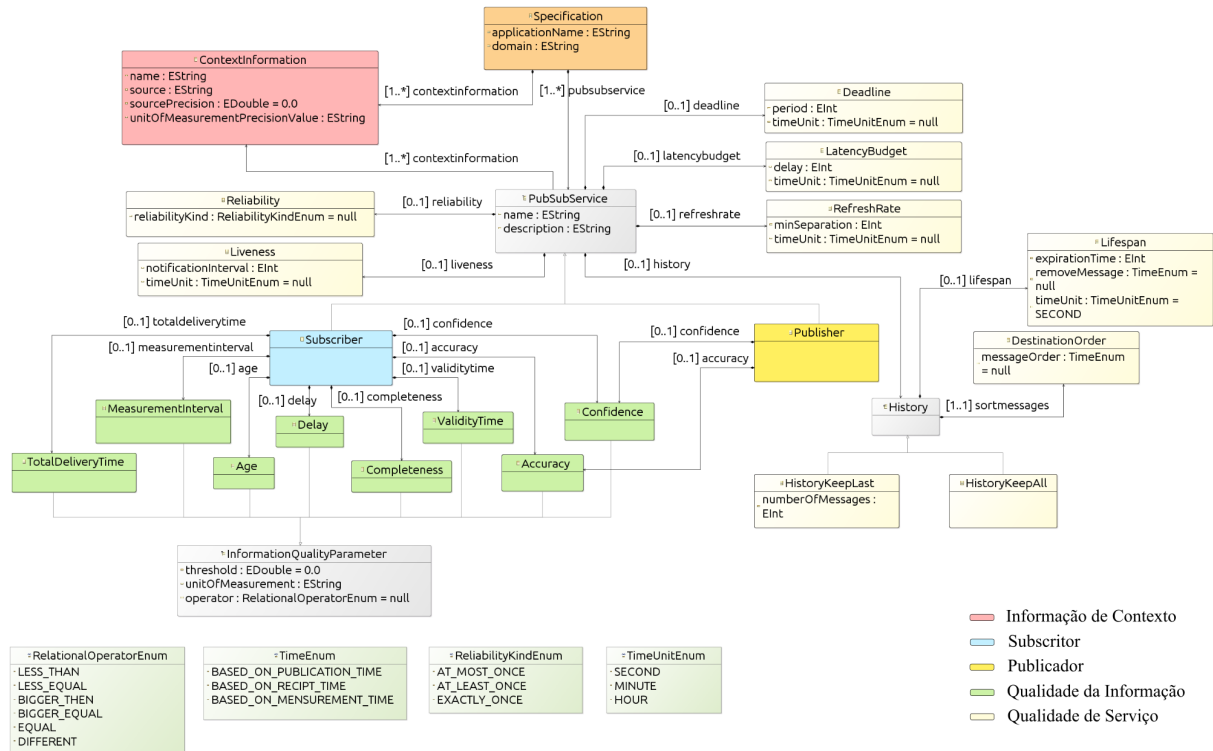 Specification
applicationName : EString
domain : EString
ContextInformation
name : EString
source : EString
sourcePrecision : EDouble = 0.0
unitOfMeasurementPrecisionValue : EString
[1..*] contextinformation
[1..*] pubsubservice
[1..*] contextinformation
[0..1] deadline
Deadline
period : EInt
timeUnit : TimeUnitEnum = null
[0..1] latencybudget
LatencyBudget
delay : EInt
timeUnit : TimeUnitEnum = null
Reliability
reliabilityKind : ReliabilityKindEnum = null
[0..1] reliability
PubSubService
name : EString
description : EString
[0..1] refreshrate
RefreshRate
minSeparation : EInt
timeUnit : TimeUnitEnum = null
Liveness
notificationInterval : EInt
timeUnit : TimeUnitEnum = null
[0..1] liveness
[0..1] history
Lifespan
expirationTime : EInt
removeMessage : TimeEnum =
null
timeUnit : TimeUnitEnum =
SECOND
[0..1] lifespan
[0..1] totaldeliverytime
[0..1] measurementinterval
[0..1] age
Subscriber
[0..1] confidence
[0..1] accuracy
[0..1] validitytime
[0..1] confidence
[0..1] accuracy
Publisher
DestinationOrder
messageOrder : TimeEnum
= null
[0..1] delay
[0..1] completeness
MeasurementInterval
Delay
ValidityTime
Confidence
History
[1..1] sortmessages
TotalDeliveryTime
Age
Completeness
Accuracy
HistoryKeepLast
numberOfMessages :
EInt
HistoryKeepAll
InformationQualityParameter
threshold : EDouble = 0.0
unitOfMeasurement : EString
operator : RelationalOperatorEnum = null
Informação de Contexto
Subscritor
Publicador
Qualidade da Informação
Qualidade de Serviço
RelationalOperatorEnum
LESS_THAN
LESS_EQUAL
BIGGER_THEN
BIGGER_EQUAL
EQUAL
DIFFERENT
TimeEnum
BASED_ON_PUBLICATION_TIME
BASED_ON_RECIPT_TIME
BASED_ON_MENSUREMENT_TIME
ReliabilityKindEnum
AT_MOST_ONCE
AT_LEAST_ONCE
EXACTLY_ONCE
TimeUnitEnum
SECOND
MINUTE
HOUR